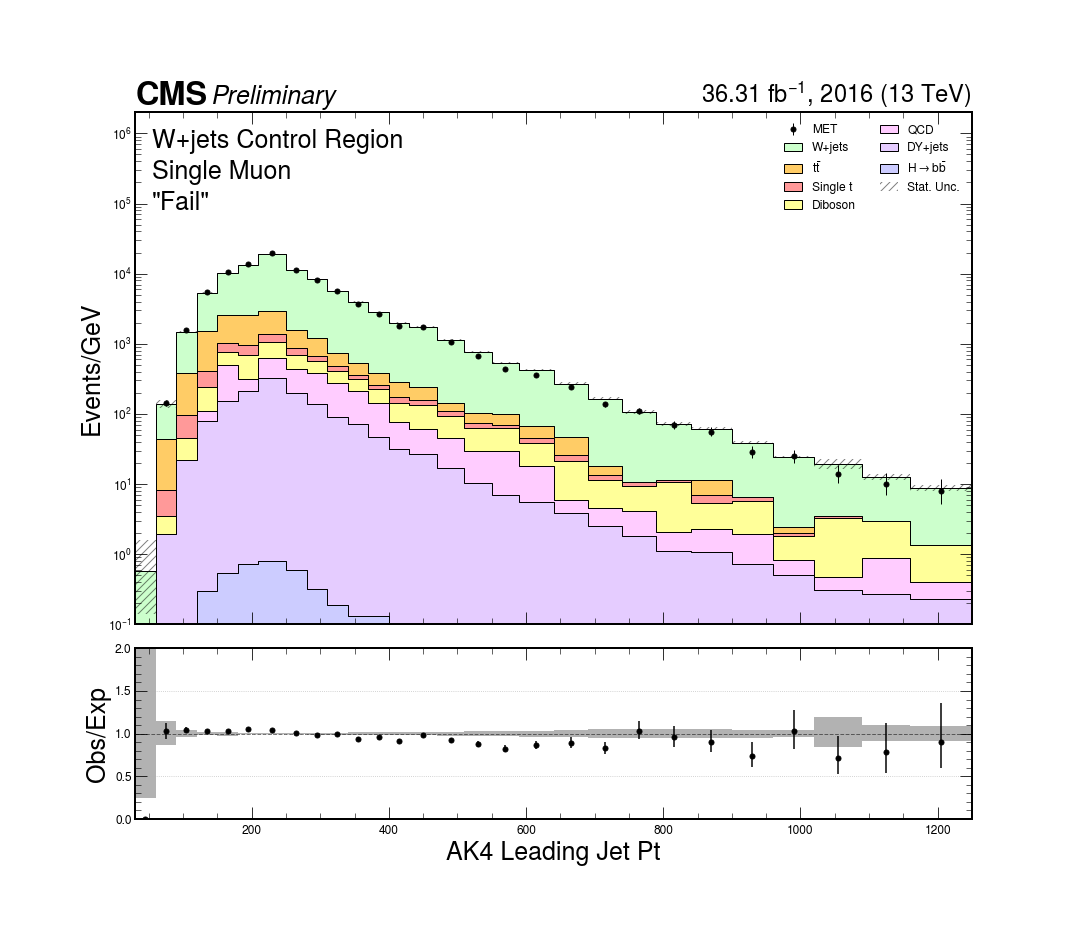 CMS Preliminary 36.31 fb⁻¹, 2016 (13 TeV)
W+jets Control Region
Single Muon
"Fail"
MET
W+jets
tt̄
Single t
Diboson
QCD
DY+jets
H→bb̄
Stat. Unc.
Events/GeV
10⁶
10⁵
10⁴
10³
10²
10¹
10⁰
10⁻¹
Obs/Exp
2.0
1.5
1.0
0.5
0.0
200 400 600 800 1000 1200
AK4 Leading Jet Pt